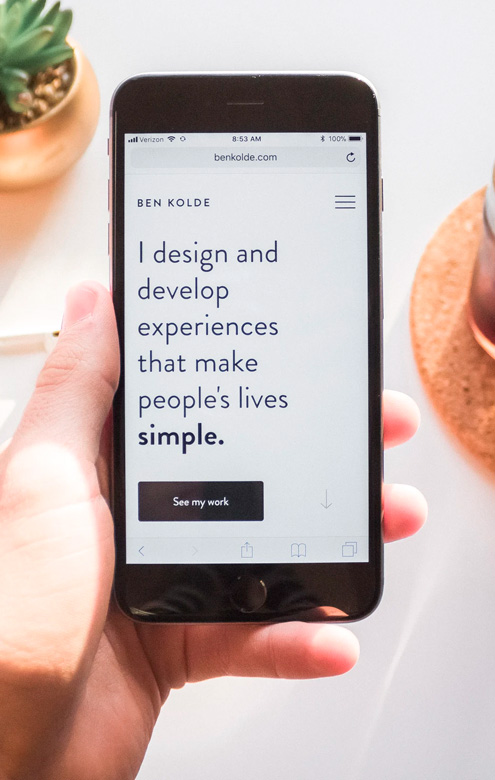 Verizon 8:53 AM 100%
benkolde.com
BEN KOLDE
I design and
develop
experiences
that make
people's lives
simple.
See my work